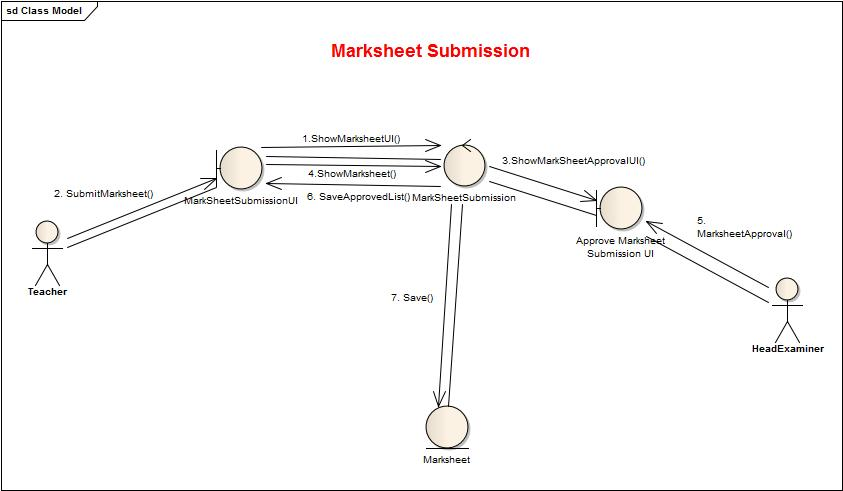 sd Class Model
Marksheet Submission
1.ShowMarksheetUI()
3.ShowMarkSheetApprovalUI()
4.ShowMarksheet()
2. SubmitMarksheet()
MarkSheetSubmissionUI
6. SaveApprovedList()
MarkSheetSubmission
5.
MarksheetApproval()
Approve Marksheet
Submission UI
Teacher
7. Save()
HeadExaminer
Marksheet